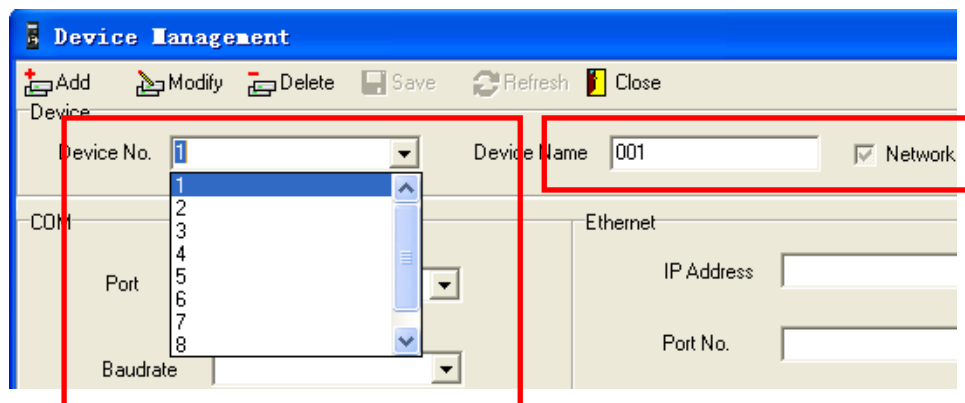 Device Management
Add Modify Delete Save Refresh Close
Device
Device No. 1 Device Name 001 Network
1
2
3
4
5
6
7
8
COM
Port
Baudrate
Ethernet
IP Address
Port No.